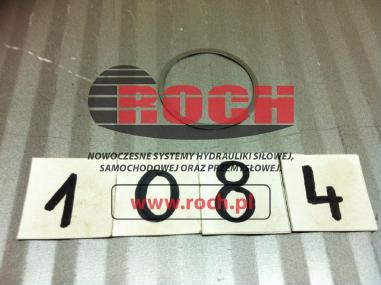 ROCH
NOWOCZESNE SYSTEMY HYDRAULIKI SIŁOWEJ,
SAMOCHODOWEJ ORAZ PRZEMYSŁOWEJ.
1 0 8 4
www.roch.pl